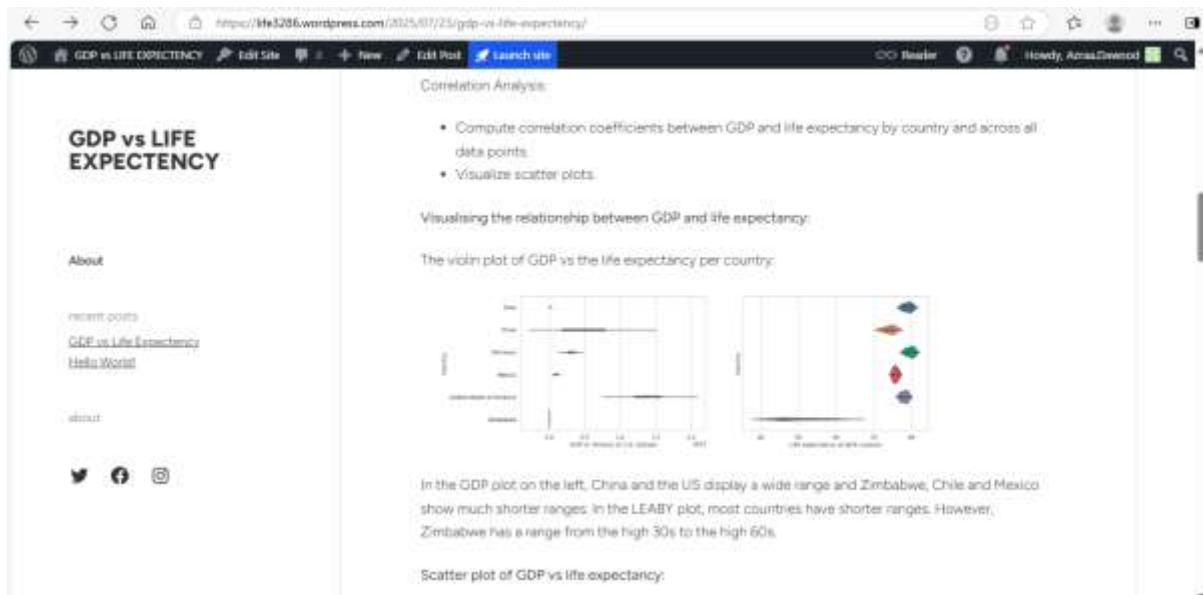 https://life3286.wordpress.com/2025/07/23/gdp-vs-life-expectency/
GDP vs LIFE EXPECTENCY Edit Site New Edit Post Launch site Reader Howdy,
Correlation Analysis:
GDP vs LIFE
EXPECTENCY
Compute correlation coefficients between GDP and life expectancy by country and across all
data points.
Visualize scatter plots.
Visualising the relationship between GDP and life expectancy:
About
The violin plot of GDP vs the life expectancy per country:
recent posts
GDP vs Life Expectency
Hello World!
about
In the GDP plot on the left, China and the US display a wide range and Zimbabwe, Chile and Mexico
show much shorter ranges. In the LEABY plot, most countries have shorter ranges. However,
Zimbabwe has a range from the high 30s to the high 60s.
Scatter plot of GDP vs life expectancy: